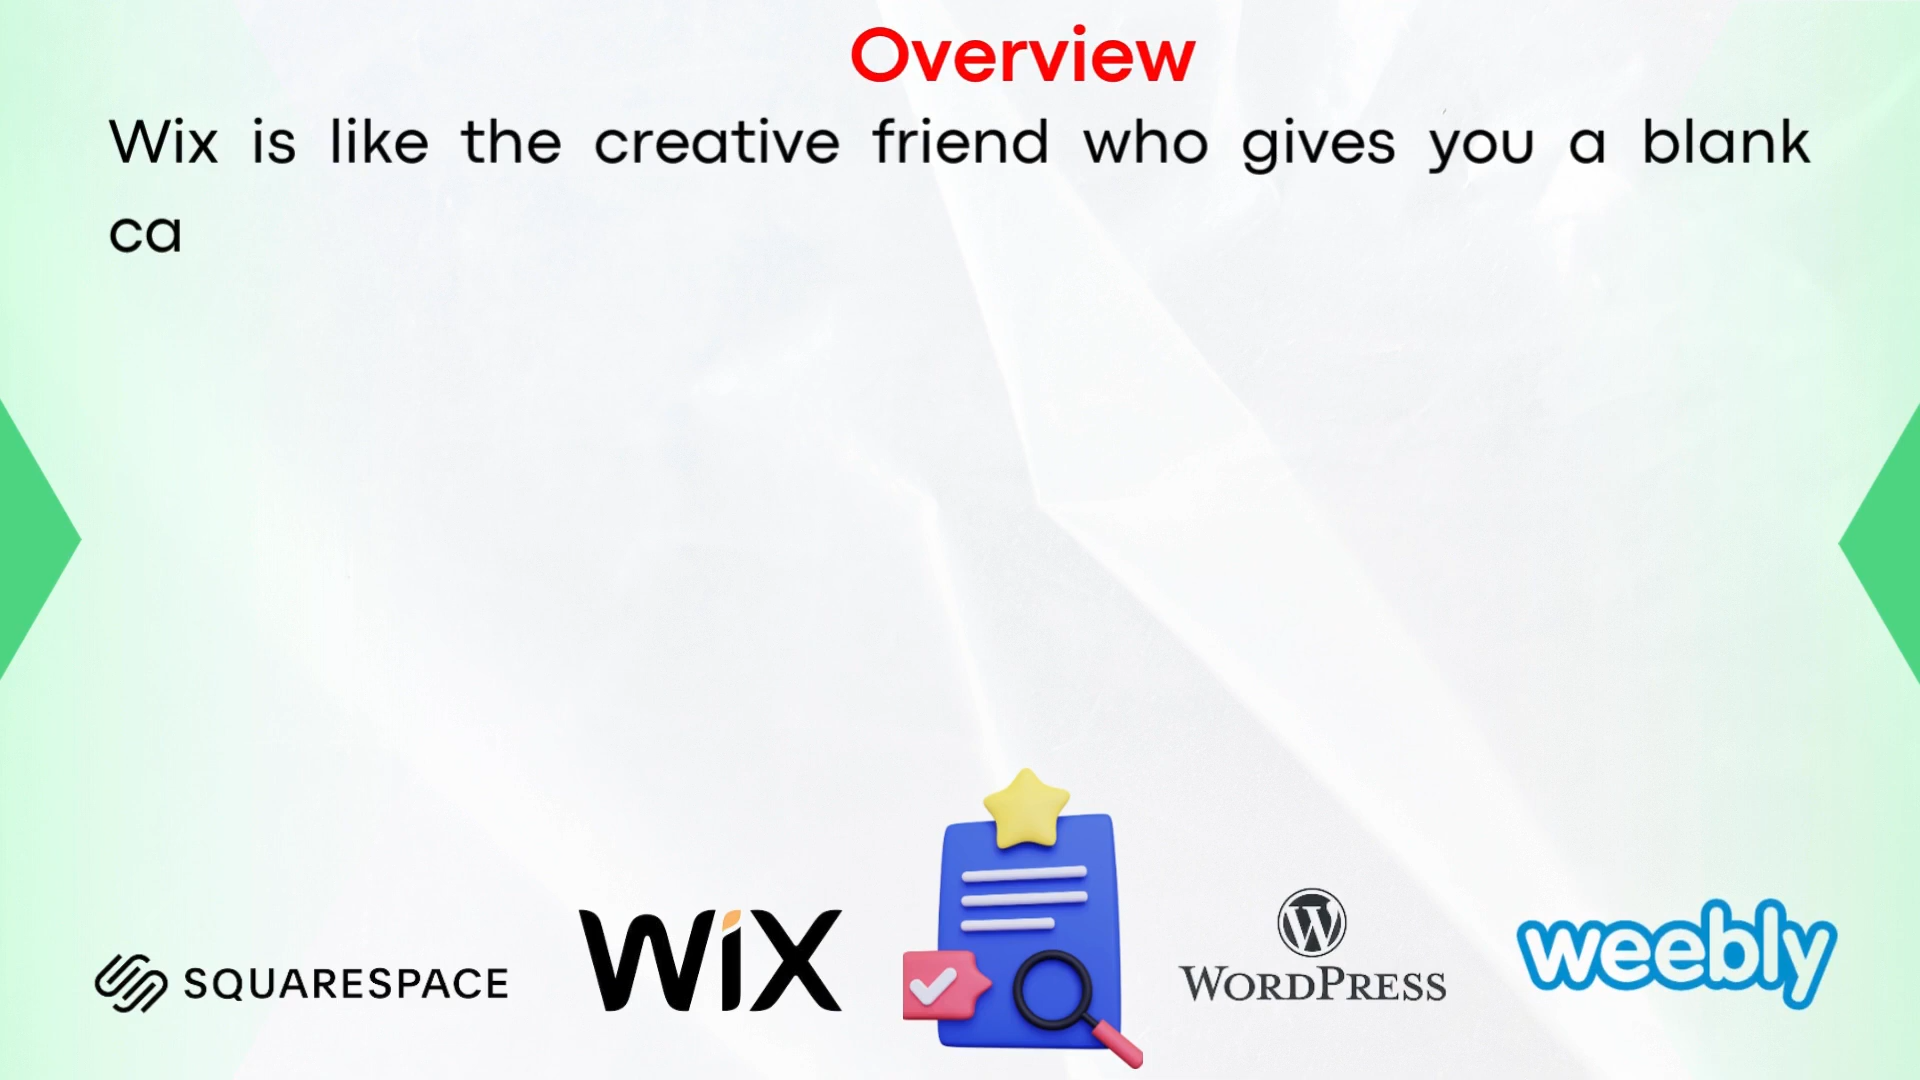 Overview
Wix is like the creative friend who gives you a blank
ca
SQUARESPACE
WiX
WORDPRESS
weebly